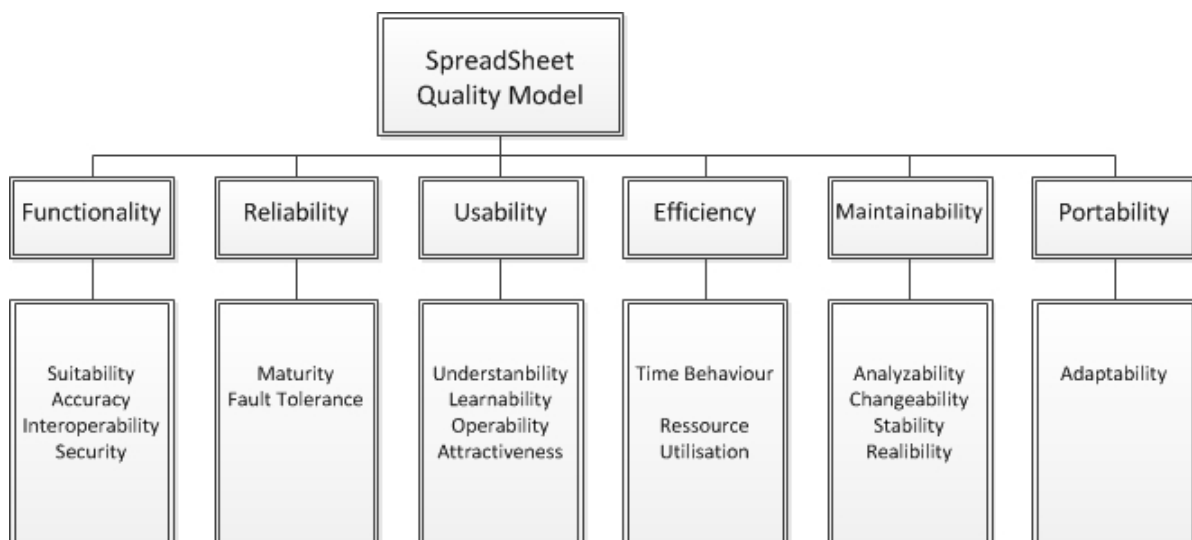 SpreadSheet
Quality Model
Functionality
Reliability
Usability
Efficiency
Maintainability
Portability
Suitability
Accuracy
Interoperability
Security
Maturity
Fault Tolerance
Understanbility
Learnability
Operability
Attractiveness
Time Behaviour
Ressource
Utilisation
Analyzability
Changeability
Stability
Realibility
Adaptability